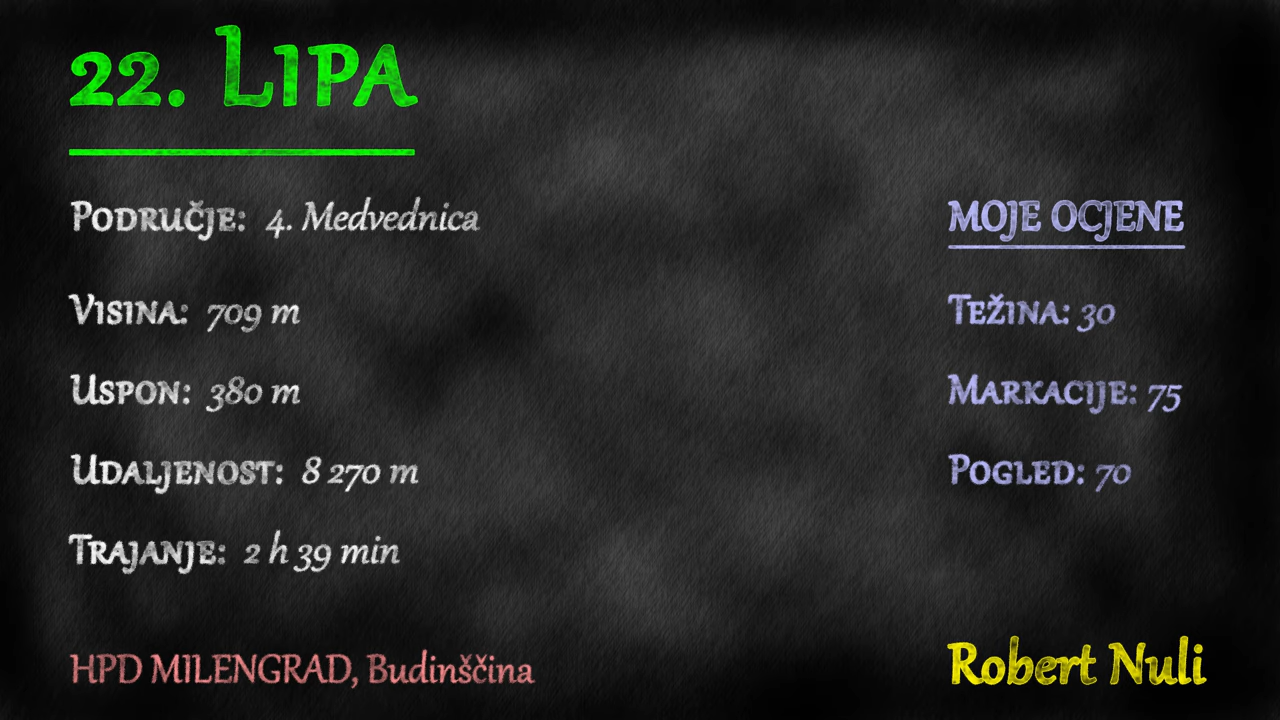 22. LIPA
PODRUČJE: 4. Medvednica
VISINA: 709 m
USPON: 380 m
UDALJENOST: 8 270 m
TRAJANJE: 2 h 39 min
HPD MILENGRAD, Budinščina
MOJE OCJENE
TEŽINA: 30
MARKACIJE: 75
POGLED: 70
Robert Nuli